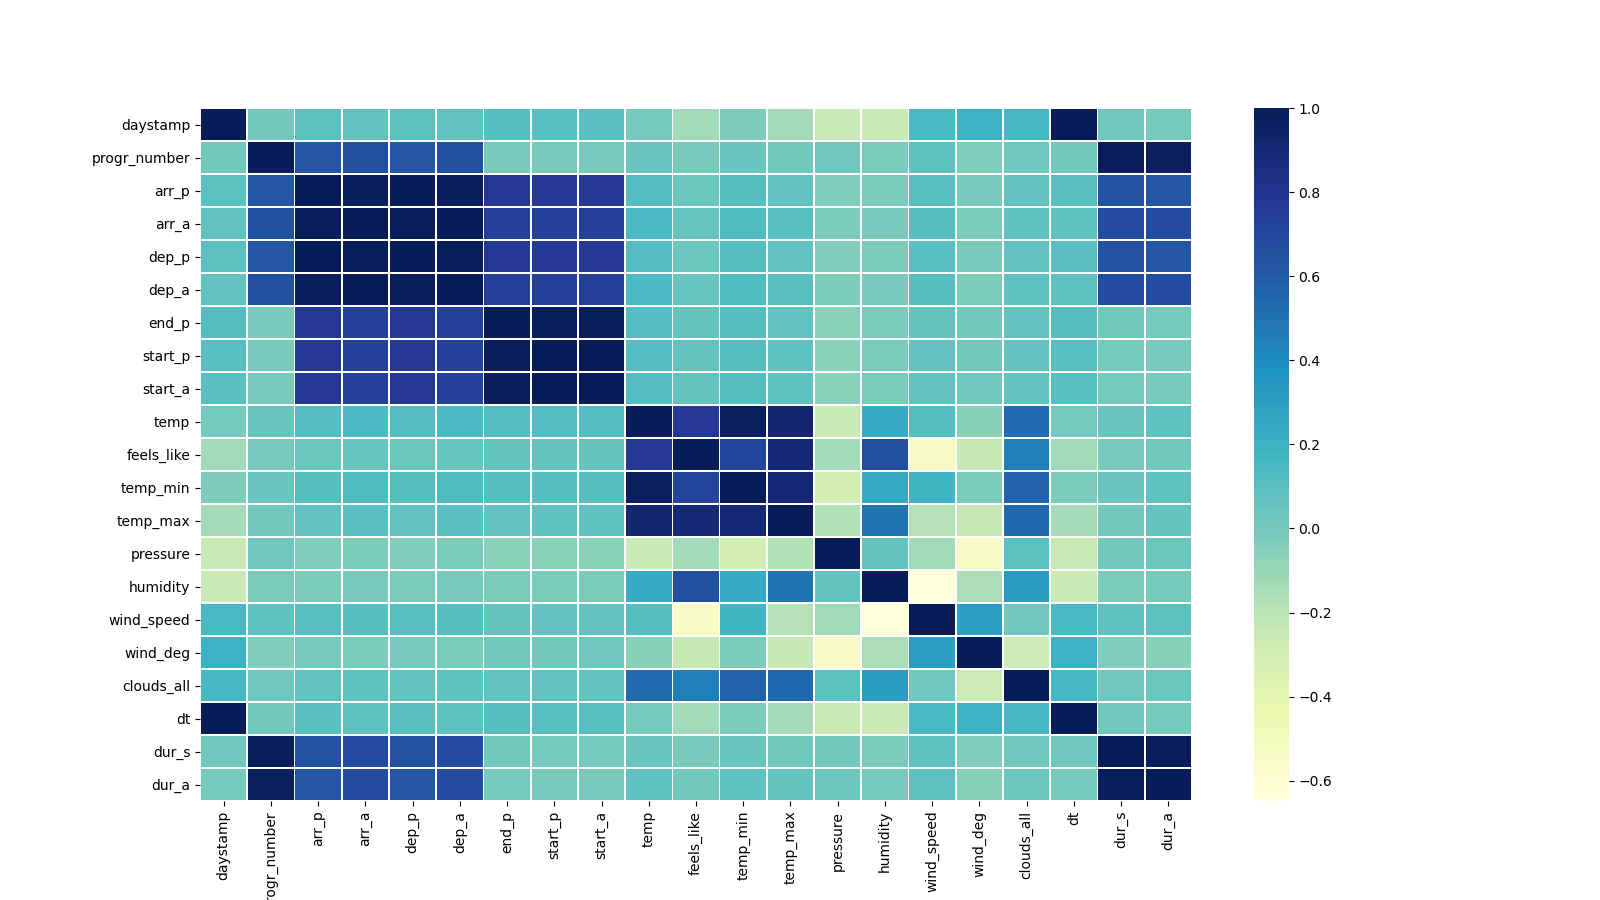 daystamp
progr_number
arr_p
arr_a
dep_p
dep_a
end_p
start_p
start_a
temp
feels_like
temp_min
temp_max
pressure
humidity
wind_speed
wind_deg
clouds_all
dt
dur_s
dur_a
daystamp
rogr_number
arr_p
arr_a
dep_p
dep_a
end_p
start_p
start_a
temp
feels_like
temp_min
temp_max
pressure
humidity
wind_speed
wind_deg
clouds_all
dt
dur_s
dur_a
1.0
0.8
0.6
0.4
0.2
0.0
−0.2
−0.4
−0.6